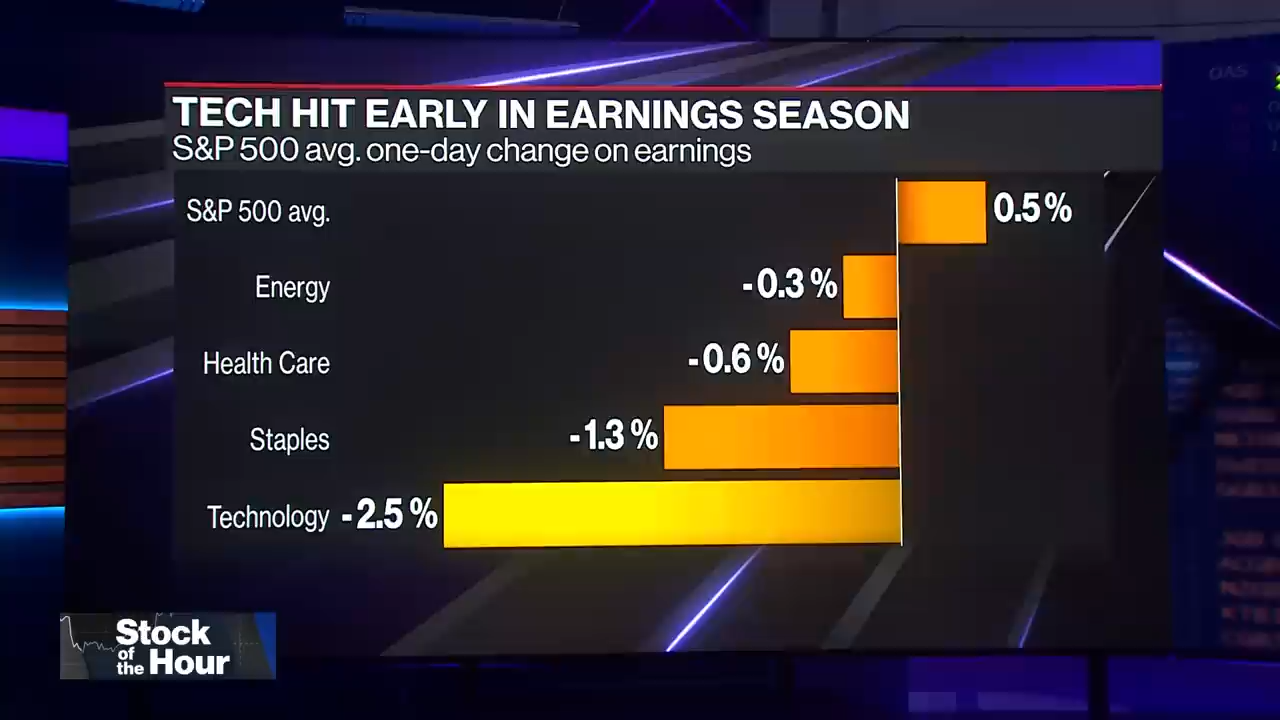 TECH HIT EARLY IN EARNINGS SEASON
S&P 500 avg. one-day change on earnings
S&P 500 avg. 0.5%
Energy -0.3%
Health Care -0.6%
Staples -1.3%
Technology -2.5%
Stock
of
the Hour